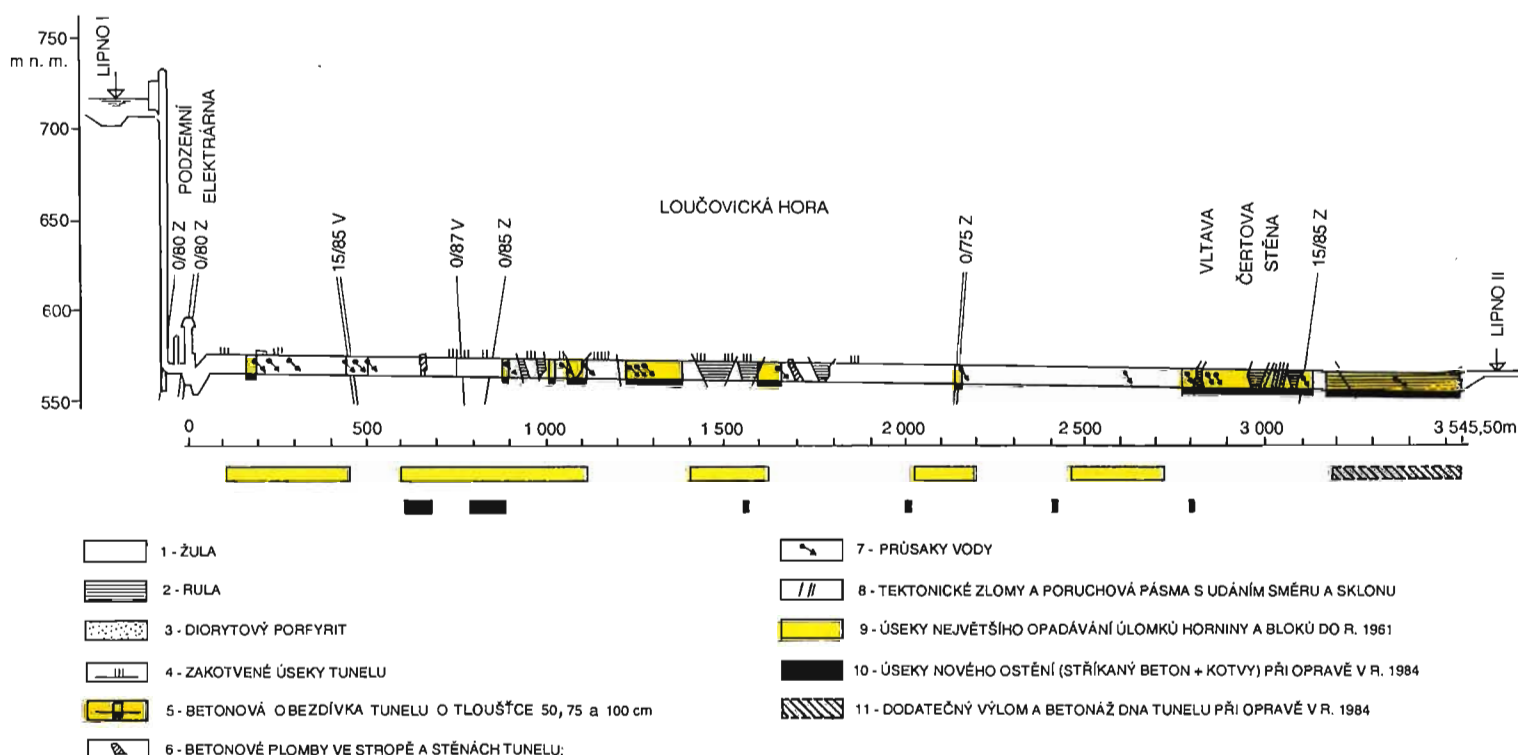 750
m n. m.
700
650
600
550
LIPNO I
PODZEMNÍ
ELEKTRÁRNA
0/80 Z
0/80 Z
15/85 V
0/87 V
0/85 Z
LOUČOVICKÁ HORA
0/75 Z
VLTAVA
ČERTOVA
STĚNA
15/85 Z
LIPNO II
0
500
1 000
1 500
2 000
2 500
3 000
3 545,50m
1 - ŽULA
2 - RULA
3 - DIORYTOVÝ PORFYRIT
4 - ZAKOTVENÉ ÚSEKY TUNELU
5 - BETONOVÁ OBEZDÍVKA TUNELU O TLOUŠŤCE 50, 75 a 100 cm
6 - BETONOVÉ PLOMBY VE STROPĚ A STĚNÁCH TUNELU:
7 - PRŮSAKY VODY
8 - TEKTONICKÉ ZLOMY A PORUCHOVÁ PÁSMA S UDÁNÍM SMĚRU A SKLONU
9 - ÚSEKY NEJVĚTŠÍHO OPADÁVÁNÍ ÚLOMKŮ HORNINY A BLOKŮ DO R. 1961
10 - ÚSEKY NOVÉHO OSTĚNÍ (STŘÍKANÝ BETON + KOTVY) PŘI OPRAVĚ V R. 1984
11 - DODATEČNÝ VÝLOM A BETONÁŽ DNA TUNELU PŘI OPRAVĚ V R. 1984